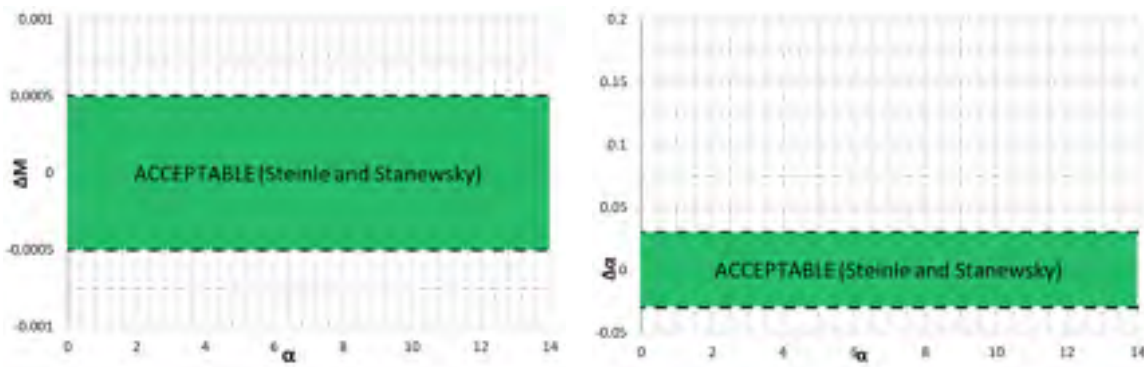 0.001
0.0005
0
-0.0005
-0.001
ΔM
ACCEPTABLE (Steinle and Stanewsky)
0 2 4 6 8 10 12 14
α
0.2
0.15
0.1
0.05
0
-0.05
Δα
ACCEPTABLE (Steinle and Stanewsky)
0 2 4 6 8 10 12 14
α